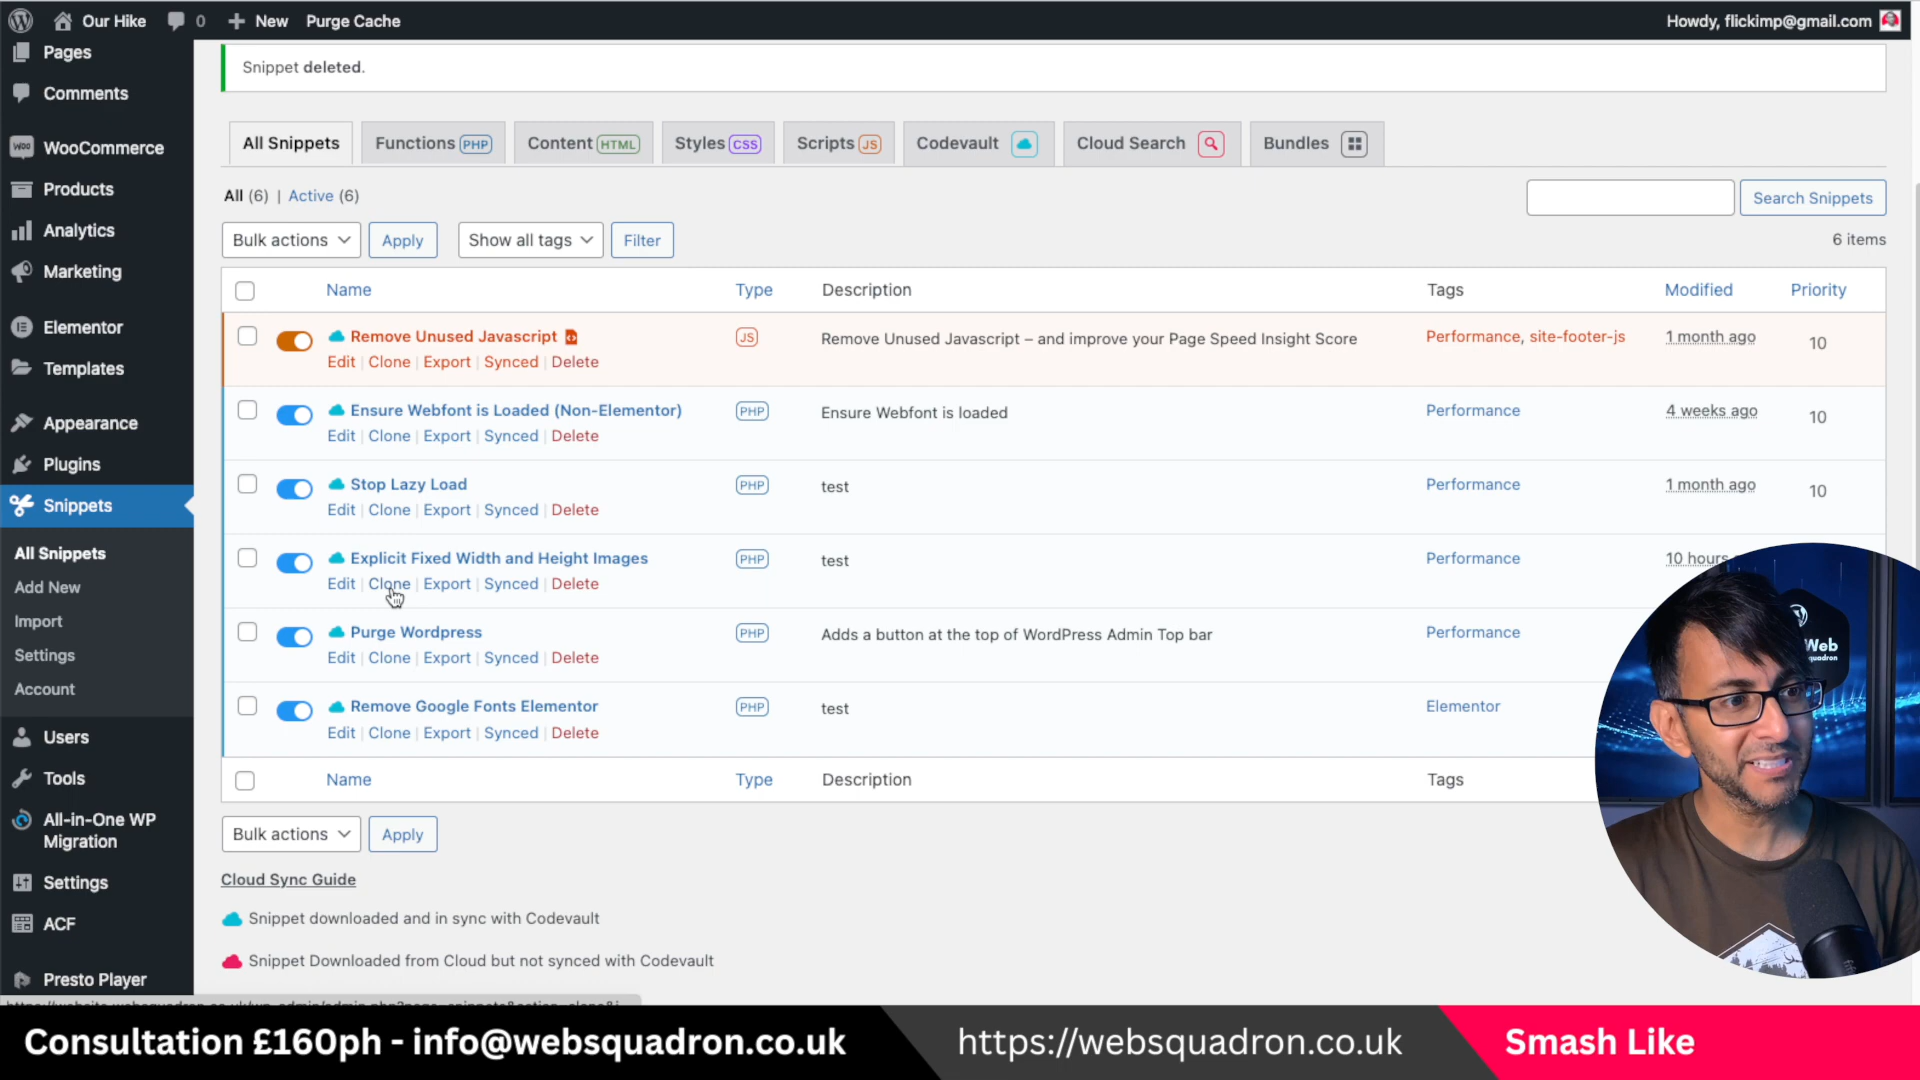 Our Hike 0 New Purge Cache Howdy, flickimp@gmail.com
Pages
Comments
WooCommerce
Products
Analytics
Marketing
Elementor
Templates
Appearance
Plugins
Snippets
All Snippets
Add New
Import
Settings
Account
Users
Tools
All-in-One WP
Migration
Settings
ACF
Presto Player
Snippet deleted.
All Snippets Functions PHP Content HTML Styles CSS Scripts JS Codevault Cloud Search Bundles
All (6) | Active (6)
Search Snippets
Bulk actions Apply Show all tags Filter 6 items
Name Type Description Tags Modified Priority
Remove Unused Javascript JS Remove Unused Javascript – and improve your Page Speed Insight Score Performance, site-footer-js 1 month ago 10
Edit | Clone | Export | Synced | Delete
Ensure Webfont is Loaded (Non-Elementor) PHP Ensure Webfont is loaded Performance 4 weeks ago 10
Edit | Clone | Export | Synced | Delete
Stop Lazy Load PHP test Performance 1 month ago 10
Edit | Clone | Export | Synced | Delete
Explicit Fixed Width and Height Images PHP test Performance 10 hours
Edit | Clone | Export | Synced | Delete
Purge Wordpress PHP Adds a button at the top of WordPress Admin Top bar Performance
Edit | Clone | Export | Synced | Delete
Remove Google Fonts Elementor PHP test Elementor
Edit | Clone | Export | Synced | Delete
Name Type Description Tags
Bulk actions Apply
Cloud Sync Guide
Snippet downloaded and in sync with Codevault
Snippet Downloaded from Cloud but not synced with Codevault
Web
Consultation £160ph - info@websquadron.co.uk https://websquadron.co.uk Smash Like